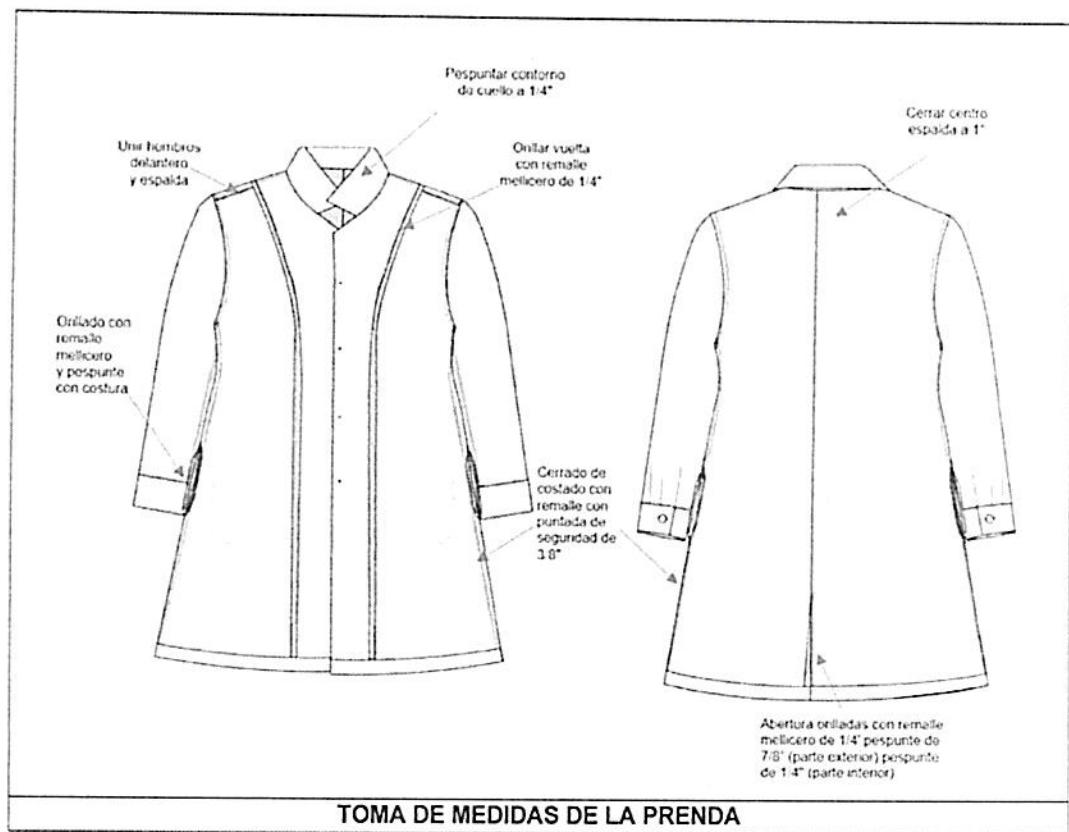 Pespuntar contorno
de cuello a 1/4"
Cerrar centro
espalda a 1"
Unir hombros
delantero
y espalda
Orillar vuelta
con remalle
mellicero de 1/4"
Orillado con
remalle
mellicero
y pespunte
con costura
Cerrado de
costado con
remalle con
puntada de
seguridad de
3/8"
Abertura orilladas con remalle
mellicero de 1/4" pespunte de
7/8" (parte exterior) pespunte
de 1/4" (parte interior)
TOMA DE MEDIDAS DE LA PRENDA